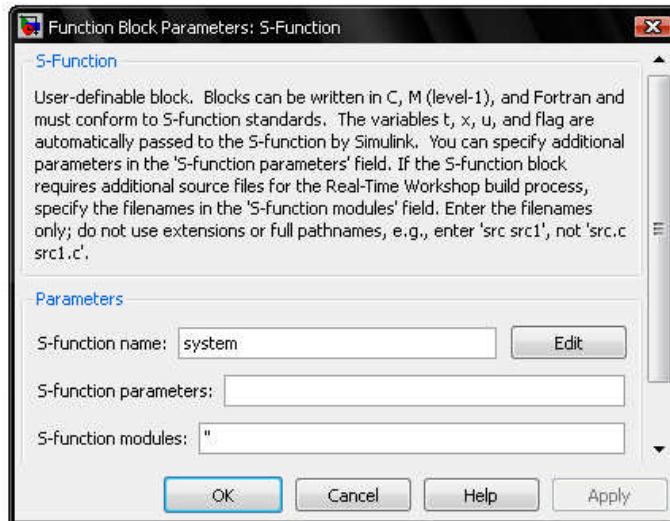 Function Block Parameters: S-Function
S-Function
User-definable block. Blocks can be written in C, M (level-1), and Fortran and
must conform to S-function standards. The variables t, x, u, and flag are
automatically passed to the S-function by Simulink. You can specify additional
parameters in the 'S-function parameters' field. If the S-function block
requires additional source files for the Real-Time Workshop build process,
specify the filenames in the 'S-function modules' field. Enter the filenames
only; do not use extensions or full pathnames, e.g., enter 'src src1', not 'src.c
src1.c'.
Parameters
S-function name: system Edit
S-function parameters:
S-function modules: ''
OK Cancel Help Apply